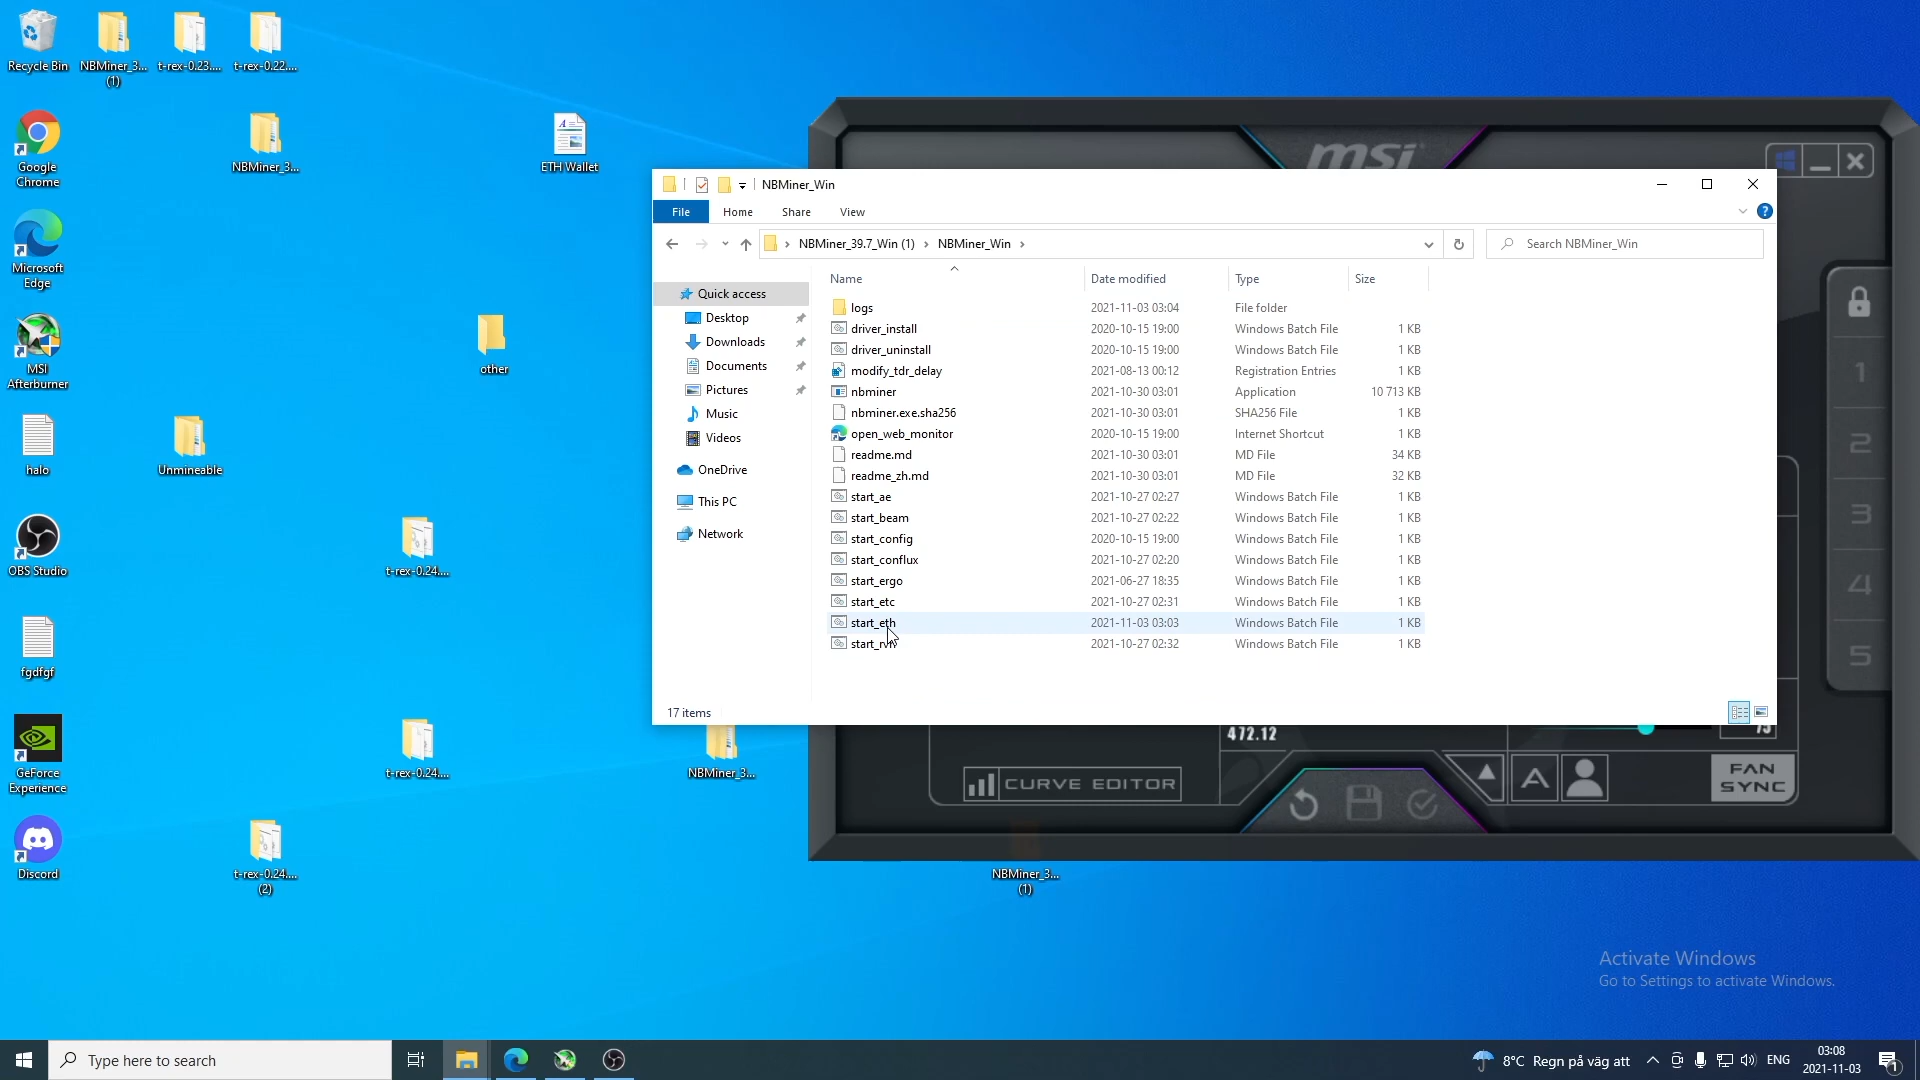 Recycle Bin
NBMiner_3...
(1)
t-rex-0.23....
t-rex-0.22....
Google
Chrome
NBMiner_3...
ETH Wallet
Microsoft
Edge
MSI
Afterburner
other
halo
Unmineable
OBS Studio
t-rex-0.24....
fgdfgf
GeForce
Experience
t-rex-0.24....
NBMiner_3...
Discord
t-rex-0.24....
(2)
NBMiner_3...
(1)
msi
NBMiner_Win
File
Home
Share
View
NBMiner_39.7_Win (1) › NBMiner_Win ›
Search NBMiner_Win
Quick access
Desktop
Downloads
Documents
Pictures
Music
Videos
OneDrive
This PC
Network
Name Date modified Type Size
logs 2021-11-03 03:04 File folder
driver_install 2020-10-15 19:00 Windows Batch File 1 KB
driver_uninstall 2020-10-15 19:00 Windows Batch File 1 KB
modify_tdr_delay 2021-08-13 00:12 Registration Entries 1 KB
nbminer 2021-10-30 03:01 Application 10 713 KB
nbminer.exe.sha256 2021-10-30 03:01 SHA256 File 1 KB
open_web_monitor 2020-10-15 19:00 Internet Shortcut 1 KB
readme.md 2021-10-30 03:01 MD File 34 KB
readme_zh.md 2021-10-30 03:01 MD File 32 KB
start_ae 2021-10-27 02:27 Windows Batch File 1 KB
start_beam 2021-10-27 02:22 Windows Batch File 1 KB
start_config 2020-10-15 19:00 Windows Batch File 1 KB
start_conflux 2021-10-27 02:20 Windows Batch File 1 KB
start_ergo 2021-06-27 18:35 Windows Batch File 1 KB
start_etc 2021-10-27 02:31 Windows Batch File 1 KB
start_eth 2021-11-03 03:03 Windows Batch File 1 KB
start_rvn 2021-10-27 02:32 Windows Batch File 1 KB
17 items
1
2
3
4
5
472.12
75
CURVE EDITOR
A
FAN
SYNC
Activate Windows
Go to Settings to activate Windows.
Type here to search
8°C Regn på väg att
ENG
03:08
2021-11-03
1